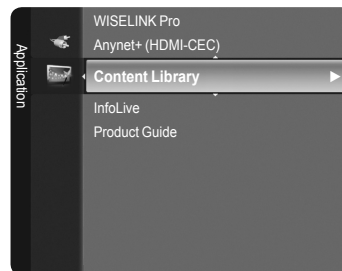 Application
WISELINK Pro
Anynet+ (HDMI-CEC)
Content Library
InfoLive
Product Guide